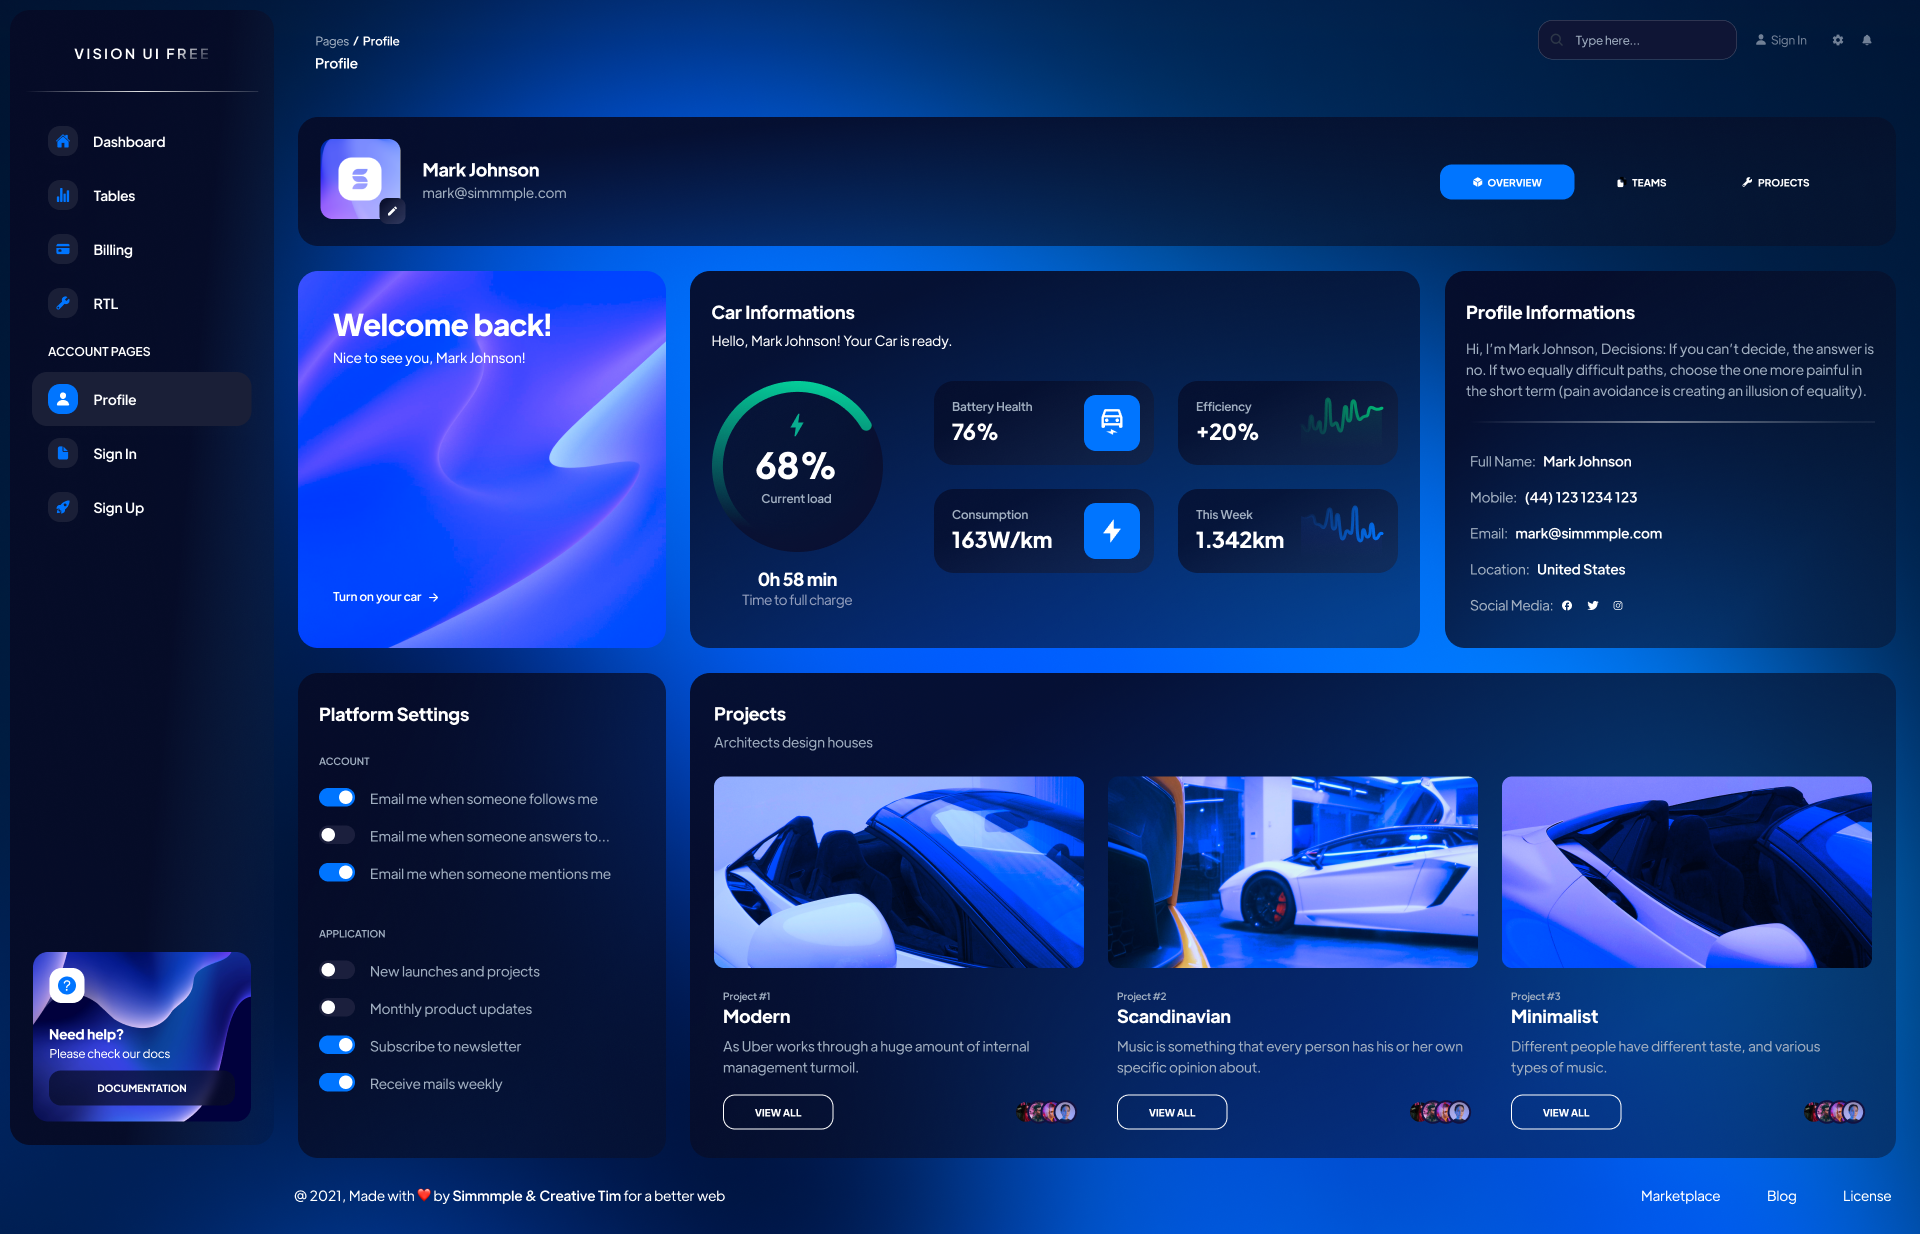 VISION UI FREE
Dashboard
Tables
Billing
RTL
ACCOUNT PAGES
Profile
Sign In
Sign Up
Need help?
Please check our docs
DOCUMENTATION
Pages / Profile
Profile
Type here...
Sign In
Mark Johnson
mark@simmmple.com
OVERVIEW
TEAMS
PROJECTS
Welcome back!
Nice to see you, Mark Johnson!
Turn on your car
Car Informations
Hello, Mark Johnson! Your Car is ready.
68%
Current load
0h 58 min
Time to full charge
Battery Health
76%
Efficiency
+20%
Consumption
163W/km
This Week
1.342km
Profile Informations
Hi, I’m Mark Johnson, Decisions: If you can’t decide, the answer is
no. If two equally difficult paths, choose the one more painful in
the short term (pain avoidance is creating an illusion of equality).
Full Name: Mark Johnson
Mobile: (44) 123 1234 123
Email: mark@simmmple.com
Location: United States
Social Media:
Platform Settings
ACCOUNT
Email me when someone follows me
Email me when someone answers to...
Email me when someone mentions me
APPLICATION
New launches and projects
Monthly product updates
Subscribe to newsletter
Receive mails weekly
Projects
Architects design houses
Project #1
Modern
As Uber works through a huge amount of internal
management turmoil.
VIEW ALL
Project #2
Scandinavian
Music is something that every person has his or her own
specific opinion about.
VIEW ALL
Project #3
Minimalist
Different people have different taste, and various
types of music.
VIEW ALL
@ 2021, Made with ❤️ by Simmmple & Creative Tim for a better web
Marketplace
Blog
License